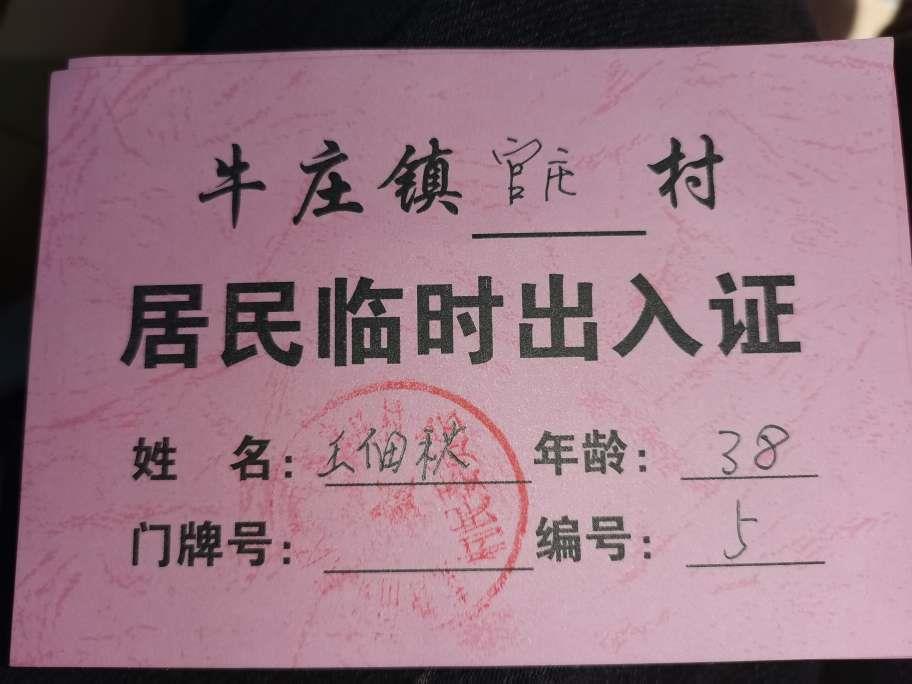 牛庄镇官庄村
居民临时出入证
姓 名：王佃秋 年龄：38
门牌号： 编号：5